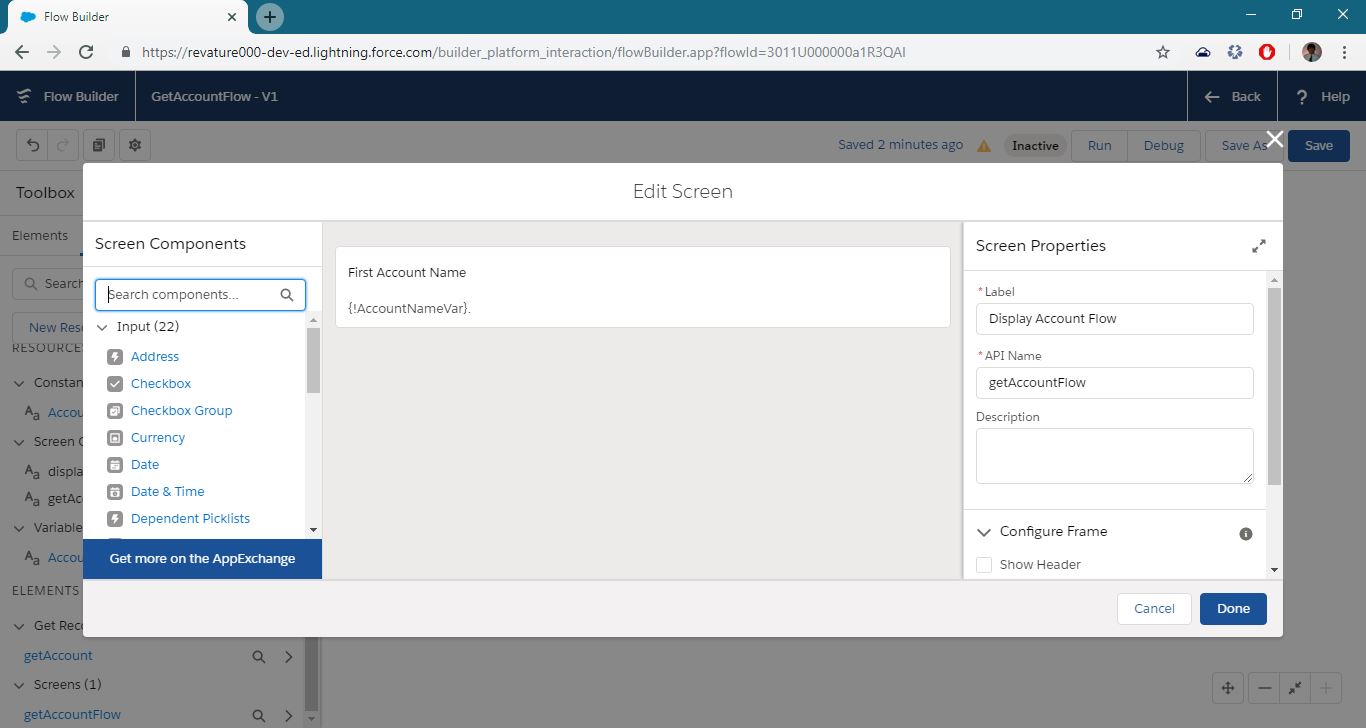 Flow Builder
https://revature000-dev-ed.lightning.force.com/builder_platform_interaction/flowBuilder.app?flowId=3011U000000a1R3QAI
Flow Builder
GetAccountFlow - V1
Back
? Help
Saved 2 minutes ago
Inactive
Run
Debug
Save As
Save
Toolbox
Elements
Search
New Res
RESOURCES
Constan
Accou
Screen C
displa
getAc
Variable
Accou
ELEMENTS
Get Reco
getAccount
Screens (1)
getAccountFlow
Edit Screen
Screen Components
Search components...
Input (22)
Address
Checkbox
Checkbox Group
Currency
Date
Date & Time
Dependent Picklists
Get more on the AppExchange
First Account Name
{!AccountNameVar}.
Screen Properties
*Label
Display Account Flow
*API Name
getAccountFlow
Description
Configure Frame
Show Header
Cancel
Done